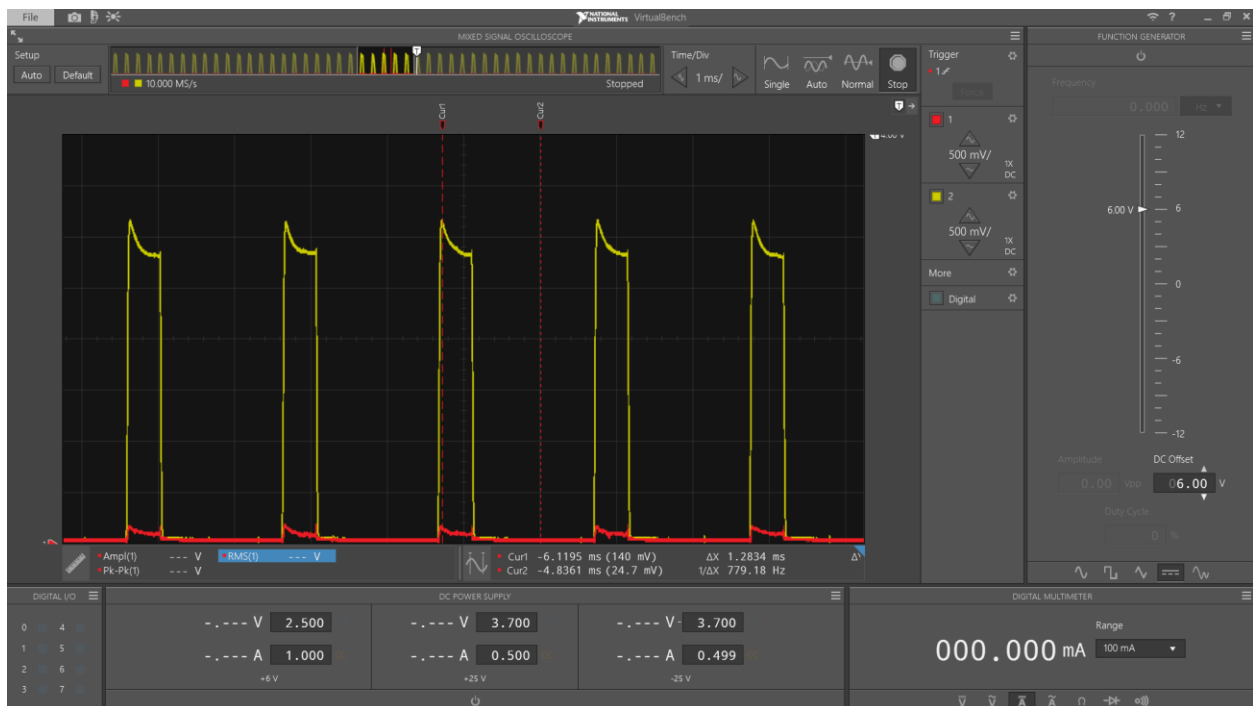 File
NATIONAL INSTRUMENTS VirtualBench
?
MIXED SIGNAL OSCILLOSCOPE
FUNCTION GENERATOR
Setup
Auto Default
10.000 MS/s
Stopped
T
Time/Div
1 ms/
Single Auto Normal Stop
Trigger
1
Force
Cur1 Cur2
T
1
500 mV/
1X
DC
2
500 mV/
1X
DC
More
Digital
Frequency
0.000 Hz
12
6.00 V 6
0
-6
-12
Amplitude DC Offset
0.00 Vpp 06.00 V
Duty Cycle
0 %
Ampl(1) --- V RMS(1) --- V
Pk-Pk(1) --- V
Cur1 -6.1195 ms (140 mV) ΔX 1.2834 ms
Cur2 -4.8361 ms (24.7 mV) 1/ΔX 779.18 Hz
DIGITAL I/O
0 4
1 5
2 6
3 7
DC POWER SUPPLY
-.--- V 2.500 -.--- V 3.700 -.--- V - 3.700
-.--- A 1.000 -.--- A 0.500 -.--- A 0.499
+6 V +25 V -25 V
DIGITAL MULTIMETER
000.000 mA
Range
100 mA
V V A A Ω